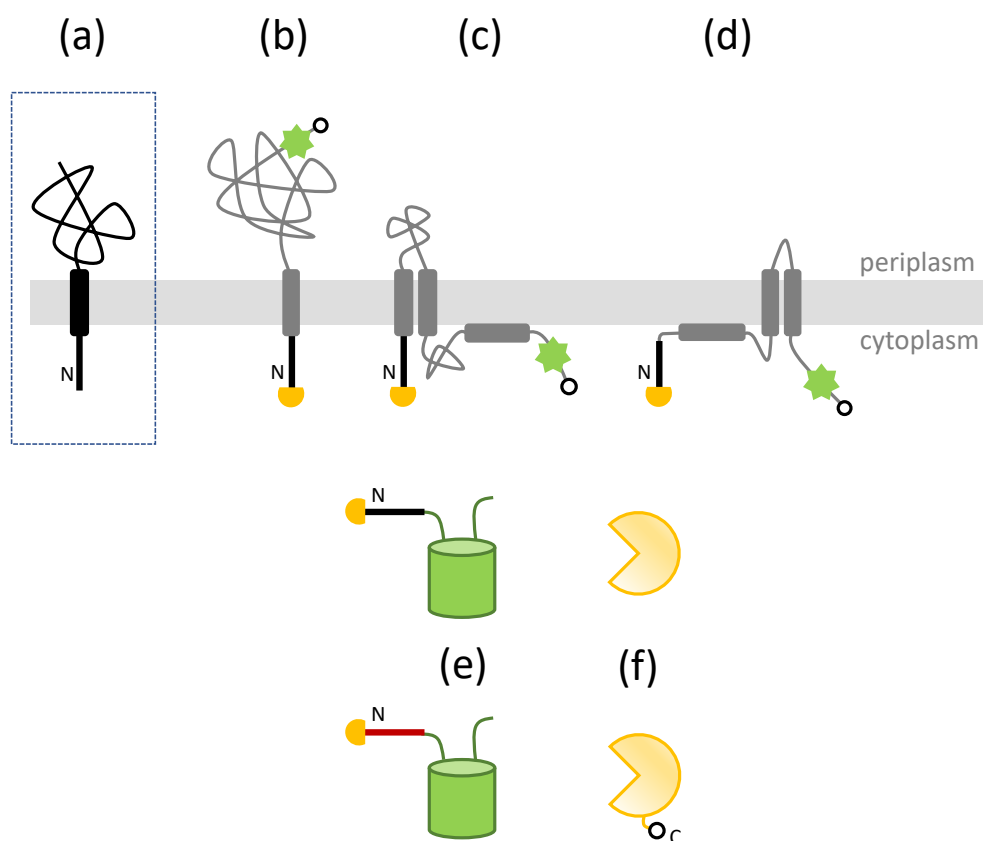 (a) (b) (c) (d)
periplasm
cytoplasm
N N N N
N
(e) (f)
N
C